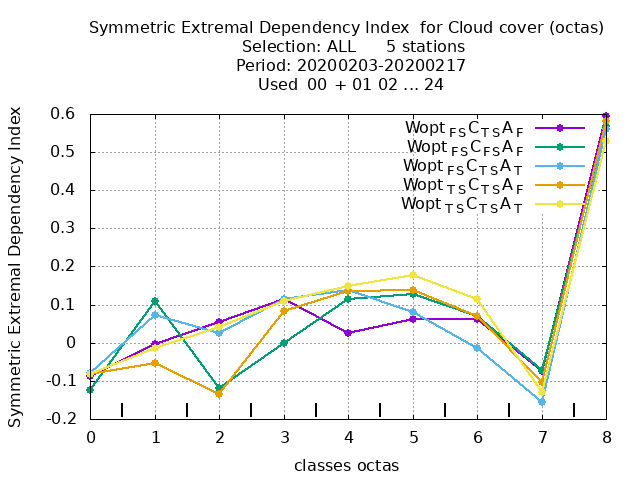 Symmetric Extremal Dependency Index  for Cloud cover (octas)
Selection: ALL      5 stations
Period: 20200203-20200217
Used  00  + 01 02 ... 24
Symmetric Extremal Dependency Index
0.6
0.5
0.4
0.3
0.2
0.1
0
-0.1
-0.2
Wopt FS C TS A F
Wopt FS C FS A F
Wopt FS C TS A T
Wopt TS C TS A F
Wopt TS C TS A T
0 1 2 3 4 5 6 7 8
classes octas